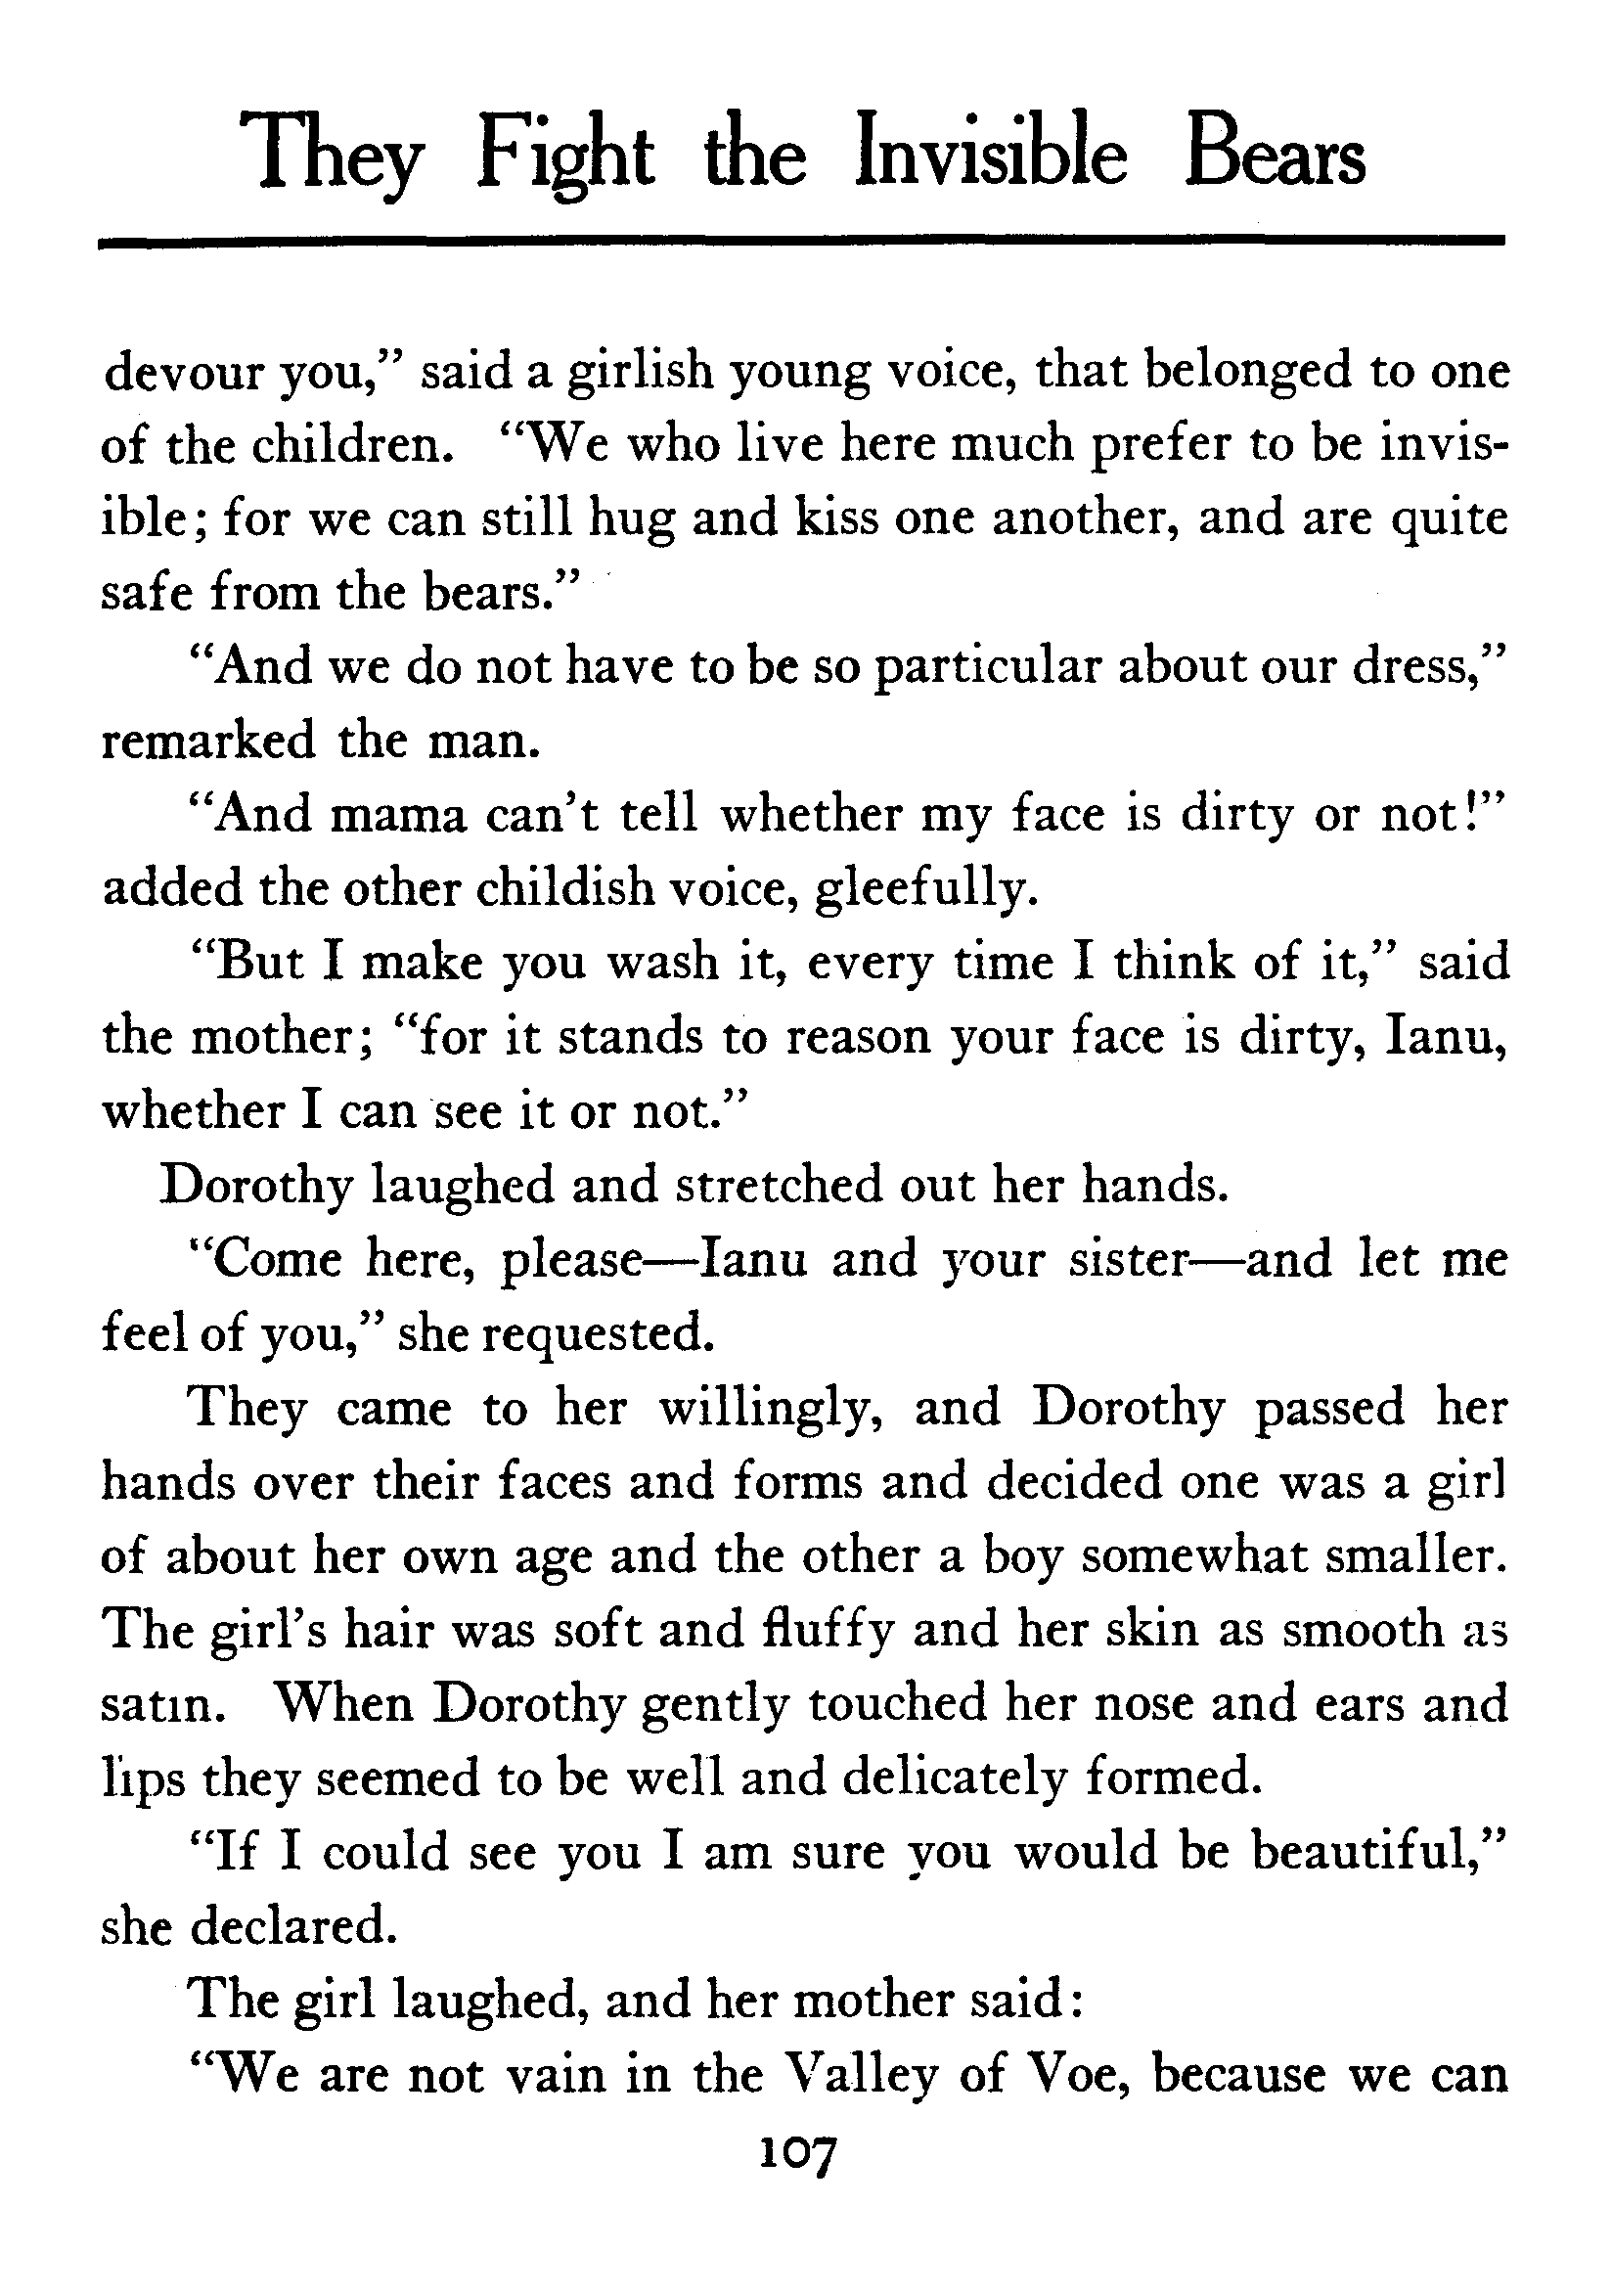 They Fight the Invisible Bears
devour you,” said a girlish young voice, that belonged to one
of the children. “We who live here much prefer to be invis-
ible; for we can still hug and kiss one another, and are quite
safe from the bears.”
“And we do not have to be so particular about our dress,”
remarked the man.
“And mama can’t tell whether my face is dirty or not!”
added the other childish voice, gleefully.
“But I make you wash it, every time I think of it,” said
the mother; “for it stands to reason your face is dirty, Ianu,
whether I can see it or not.”
Dorothy laughed and stretched out her hands.
“Come here, please—Ianu and your sister—and let me
feel of you,” she requested.
They came to her willingly, and Dorothy passed her
hands over their faces and forms and decided one was a girl
of about her own age and the other a boy somewhat smaller.
The girl’s hair was soft and fluffy and her skin as smooth as
satin. When Dorothy gently touched her nose and ears and
lips they seemed to be well and delicately formed.
“If I could see you I am sure you would be beautiful,”
she declared.
The girl laughed, and her mother said:
“We are not vain in the Valley of Voe, because we can
107